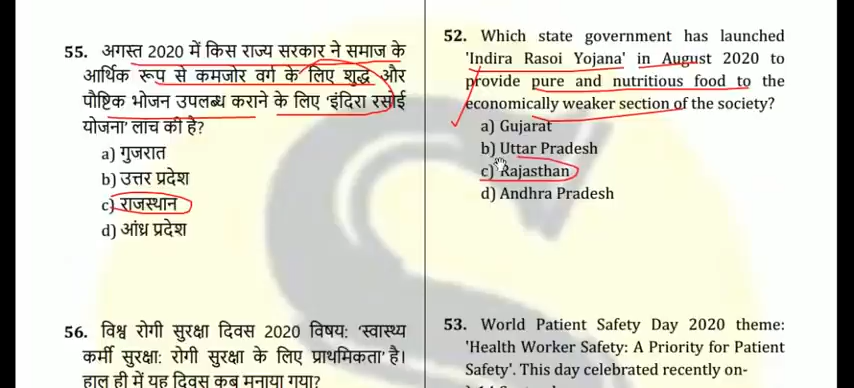 55. अगस्त 2020 में किस राज्य सरकार ने समाज के
आर्थिक रूप से कमजोर वर्ग के लिए शुद्ध और
पौष्टिक भोजन उपलब्ध कराने के लिए ‘इंदिरा रसोई
योजना’ लाच की है?
a) गुजरात
b) उत्तर प्रदेश
c) राजस्थान
d) आंध्र प्रदेश
56. विश्व रोगी सुरक्षा दिवस 2020 विषय: ‘स्वास्थ्य
कर्मी सुरक्षा: रोगी सुरक्षा के लिए प्राथमिकता’ है।
हाल ही में यह दिवस कब मनाया गया?
52. Which state government has launched
'Indira Rasoi Yojana' in August 2020 to
provide pure and nutritious food to the
economically weaker section of the society?
a) Gujarat
b) Uttar Pradesh
c) Rajasthan
d) Andhra Pradesh
53. World Patient Safety Day 2020 theme:
'Health Worker Safety: A Priority for Patient
Safety'. This day celebrated recently on-